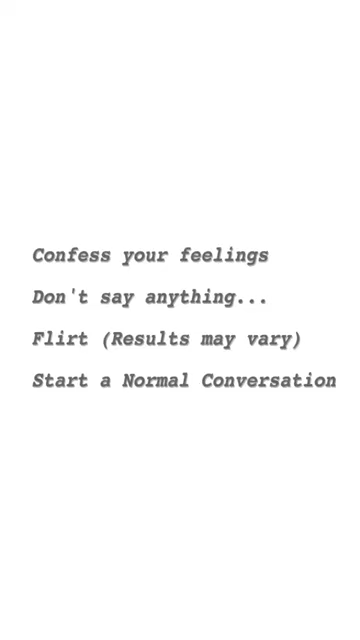 Confess your feelings
Don't say anything...
Flirt (Results may vary)
Start a Normal Conversation